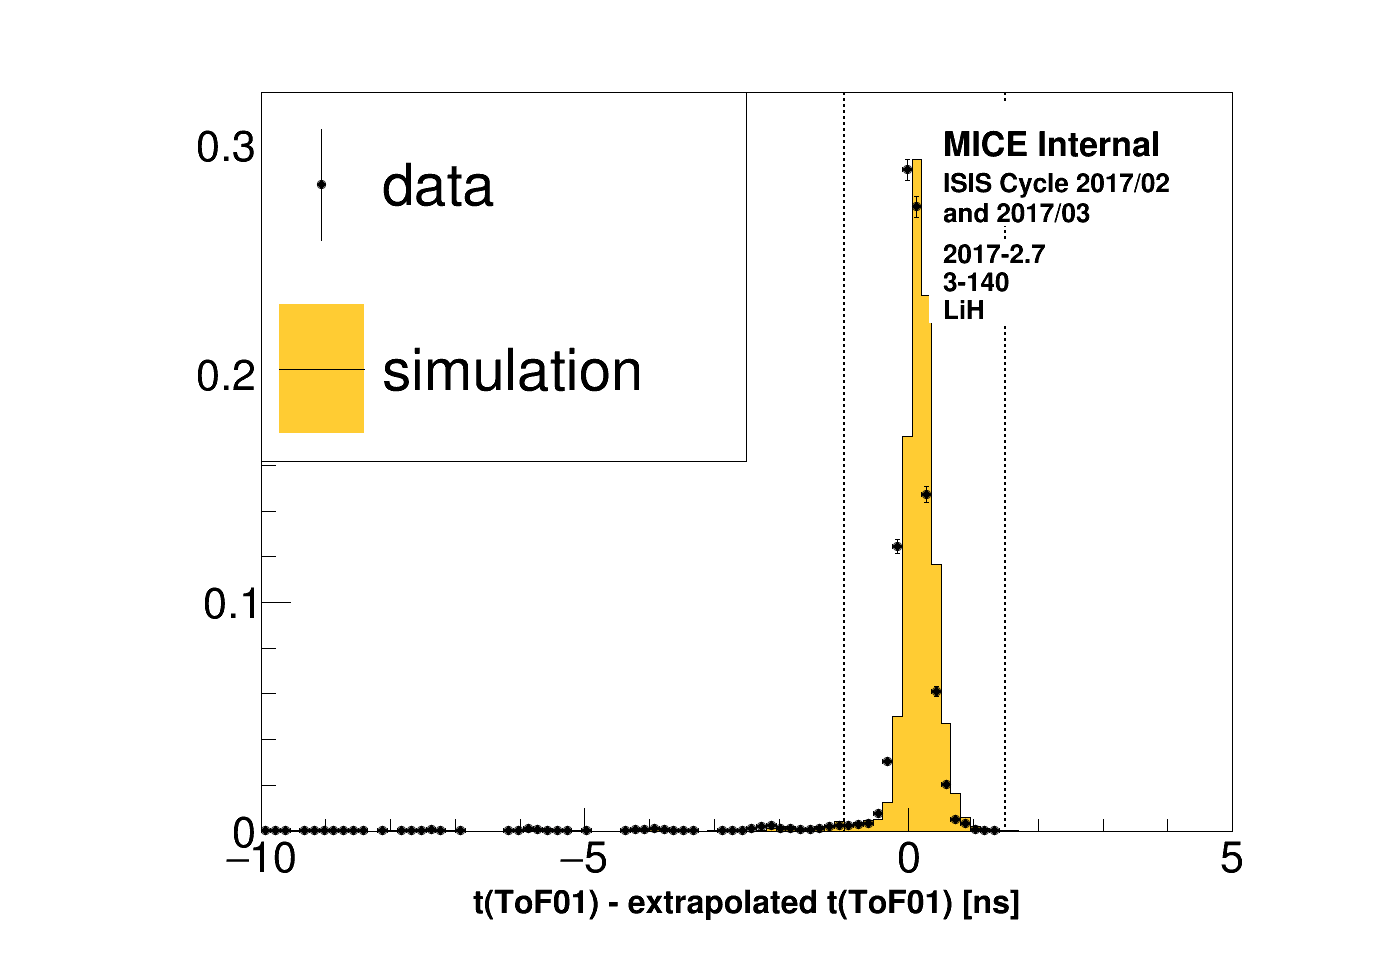 0.3
0.2
0.1
0
data
simulation
MICE Internal
ISIS Cycle 2017/02
and 2017/03
2017-2.7
3-140
LiH
−10
−5
0
5
t(ToF01) - extrapolated t(ToF01) [ns]